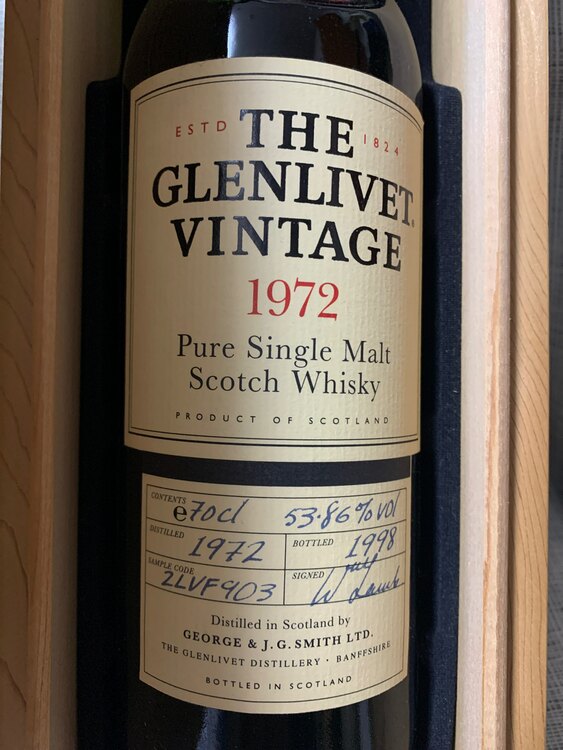 ESTD THE 1824
GLENLIVET.
VINTAGE
1972
Pure Single Malt
Scotch Whisky
PRODUCT OF SCOTLAND
CONTENTS
e70cl 53.86%vol
DISTILLED 1972 BOTTLED 1998
SAMPLE CODE 2LVF903 SIGNED
Distilled in Scotland by
GEORGE & J.G. SMITH LTD.
THE GLENLIVET DISTILLERY · BANFFSHIRE
BOTTLED IN SCOTLAND